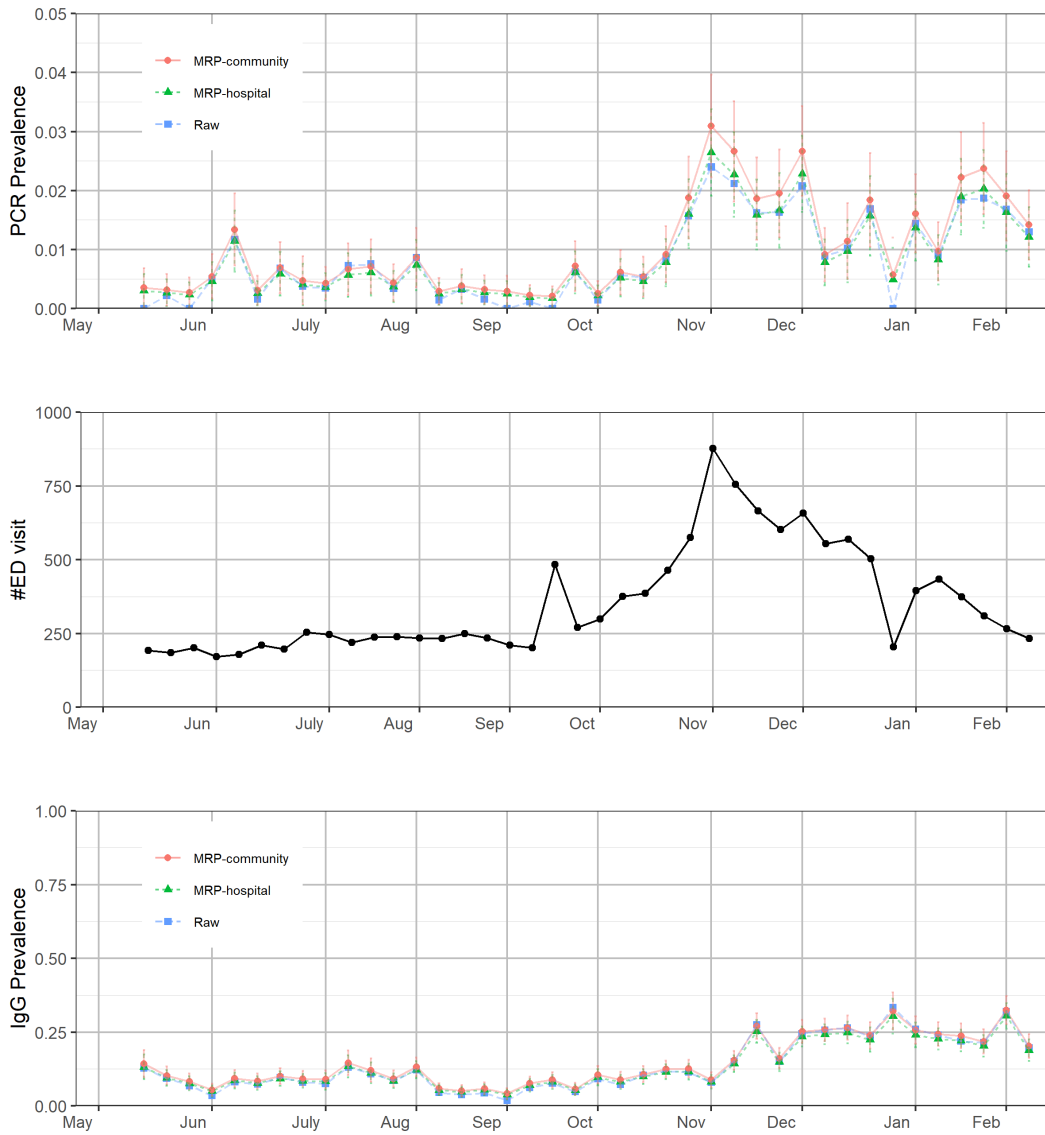 PCR Prevalence
0.05
0.04
0.03
0.02
0.01
0.00
MRP-community
MRP-hospital
Raw
May Jun July Aug Sep Oct Nov Dec Jan Feb
#ED visit
1000
750
500
250
0
May Jun July Aug Sep Oct Nov Dec Jan Feb
IgG Prevalence
1.00
0.75
0.50
0.25
0.00
MRP-community
MRP-hospital
Raw
May Jun July Aug Sep Oct Nov Dec Jan Feb